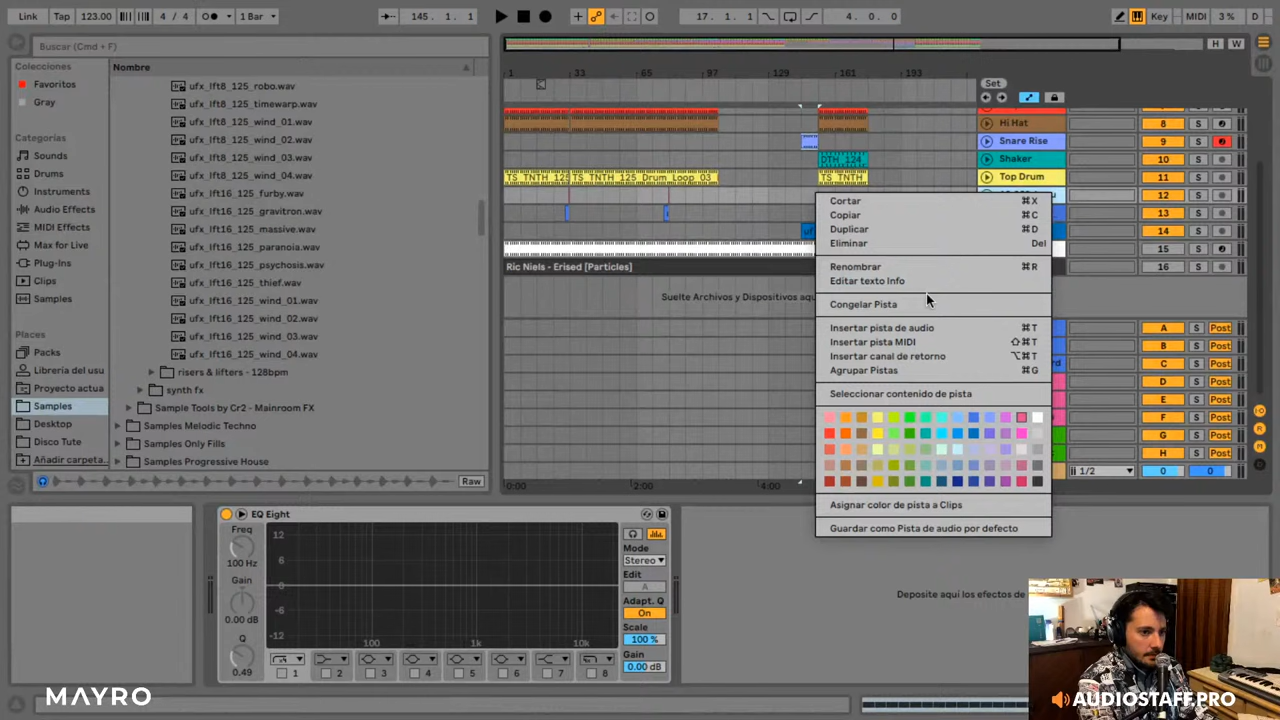 Link Tap 123.00 4 / 4 1 Bar 145. 1. 1 17. 1. 1 4. 0. 0 Key MIDI 3 % D
Buscar (Cmd + F)
H W
Colecciones
Favoritos
Gray
Categorías
Sounds
Drums
Instruments
Audio Effects
MIDI Effects
Max for Live
Plug-Ins
Clips
Samples
Places
Packs
Librería del usu
Proyecto actua
Samples
Desktop
Disco Tute
Añadir carpeta...
Nombre
ufx_lft8_125_robo.wav
ufx_lft8_125_timewarp.wav
ufx_lft8_125_wind_01.wav
ufx_lft8_125_wind_02.wav
ufx_lft8_125_wind_03.wav
ufx_lft8_125_wind_04.wav
ufx_lft16_125_furby.wav
ufx_lft16_125_gravitron.wav
ufx_lft16_125_massive.wav
ufx_lft16_125_paranoia.wav
ufx_lft16_125_psychosis.wav
ufx_lft16_125_thief.wav
ufx_lft16_125_wind_01.wav
ufx_lft16_125_wind_02.wav
ufx_lft16_125_wind_03.wav
ufx_lft16_125_wind_04.wav
risers & lifters - 128bpm
synth fx
Sample Tools by Cr2 - Mainroom FX
Samples Melodic Techno
Samples Only Fills
Samples Progressive House
Raw
1 33 65 97 129 161 193
Set
Hi Hat 8 S
Snare Rise 9 S
DTH_124 Shaker 10 S
TS_TNTH_125 TS_TNTH_125_Drum_Loop_03 TS_TNTH Top Drum 11 S
12 S
13 S
14 S
15 S
Ric Niels - Erised [Particles] 16 S
Suelte Archivos y Dispositivos aqu
Cortar ⌘X
Copiar ⌘C
Duplicar ⌘D
Eliminar Del
Renombrar ⌘R
Editar texto Info
Congelar Pista
Insertar pista de audio ⌘T
Insertar pista MIDI ⇧⌘T
Insertar canal de retorno ⌥⌘T
Agrupar Pistas ⌘G
Seleccionar contenido de pista
Asignar color de pista a Clips
Guardar como Pista de audio por defecto
A S Post
B S Post
C S Post
D S Post
E S Post
F S Post
G S Post
H S Post
1/2 0 0
0:00 2:00 4:00
EQ Eight
Freq
100 Hz
Gain
0.00 dB
Q
0.49
12
6
0
-6
-12
100 1k 10k
Mode
Stereo
Edit
A
Adapt. Q
On
Scale
100 %
Gain
0.00 dB
1 2 3 4 5 6 7 8
Deposite aquí los efectos de
MAYRO
AUDIOSTAFF.PRO